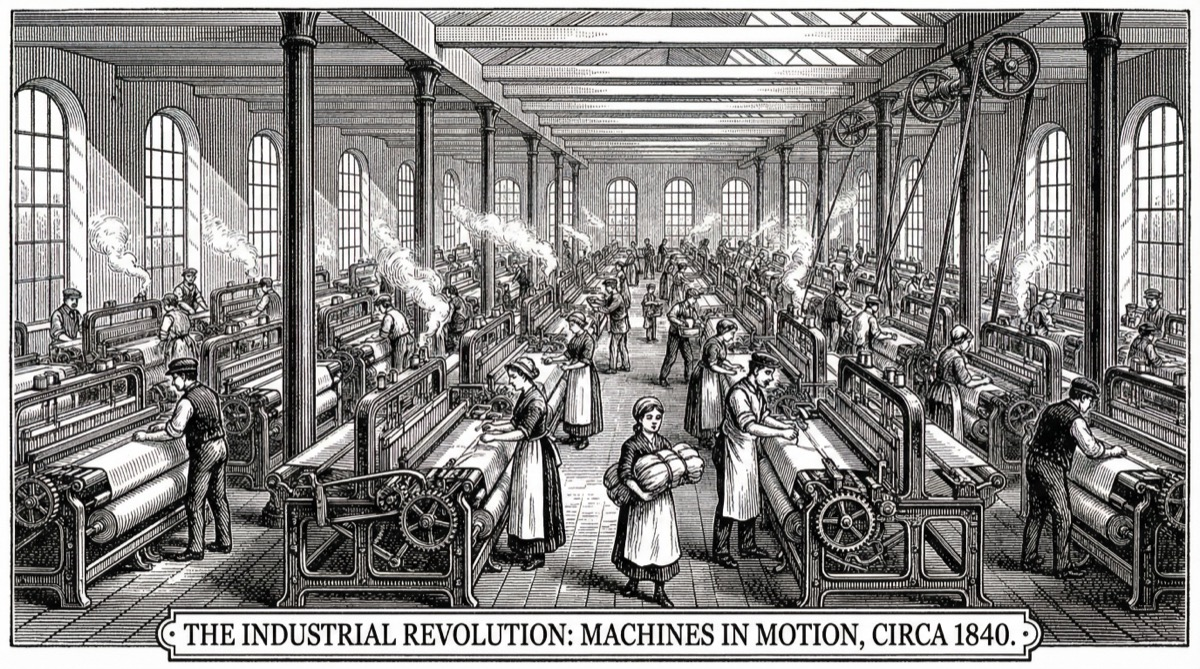 THE INDUSTRIAL REVOLUTION: MACHINES IN MOTION, CIRCA 1840.